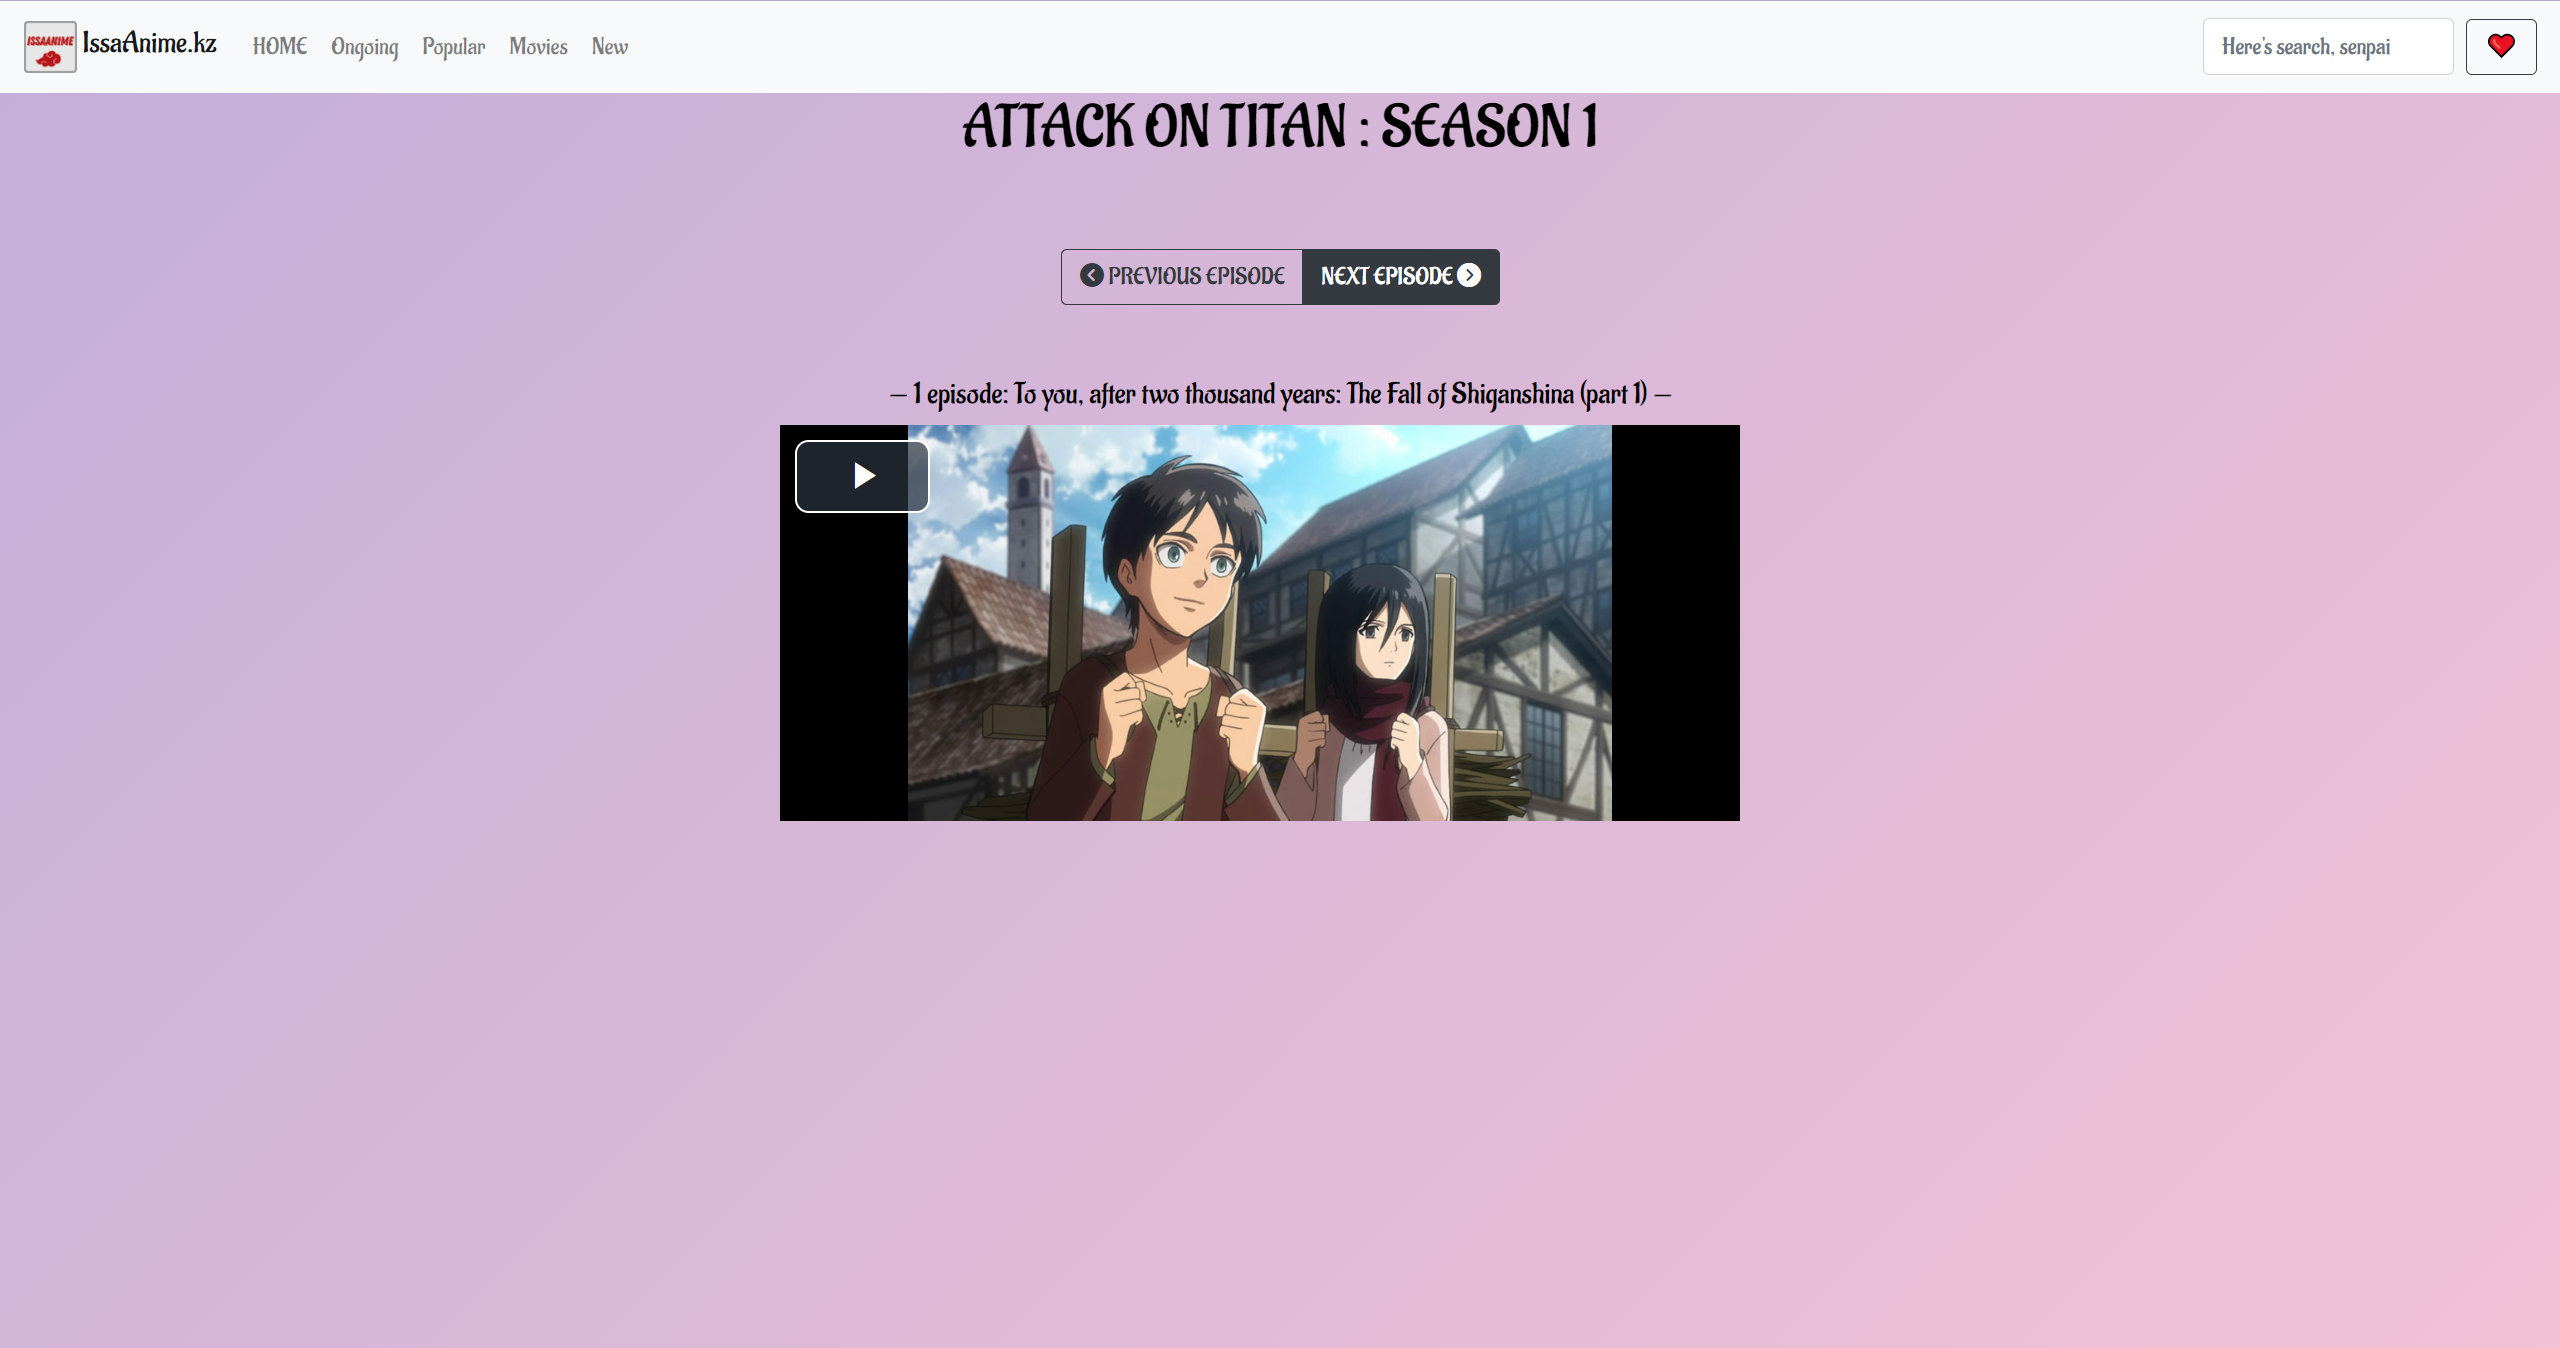 ISSAANIME
IssaAnime.kz HOME Ongoing Popular Movies New Here's search, senpai
ATTACK ON TITAN : SEASON 1
PREVIOUS EPISODE NEXT EPISODE
— 1 episode: To you, after two thousand years: The Fall of Shiganshina (part 1) —